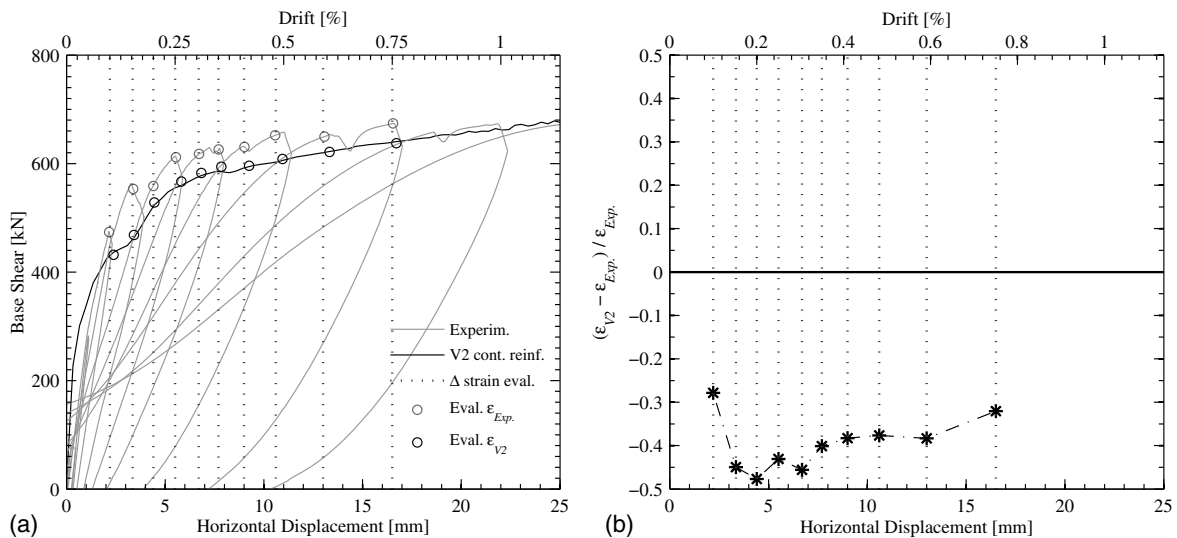 Drift [%]
0 0.25 0.5 0.75 1
800
600
400
200
0
Base Shear [kN]
Experim.
V2 cont. reinf.
Δ strain eval.
Eval. ε_Exp.
Eval. ε_V2
0 5 10 15 20 25
Horizontal Displacement [mm]
(a)
Drift [%]
0 0.2 0.4 0.6 0.8 1
0.5
0.4
0.3
0.2
0.1
0
−0.1
−0.2
−0.3
−0.4
−0.5
(ε_V2 − ε_Exp.) / ε_Exp.
0 5 10 15 20 25
Horizontal Displacement [mm]
(b)